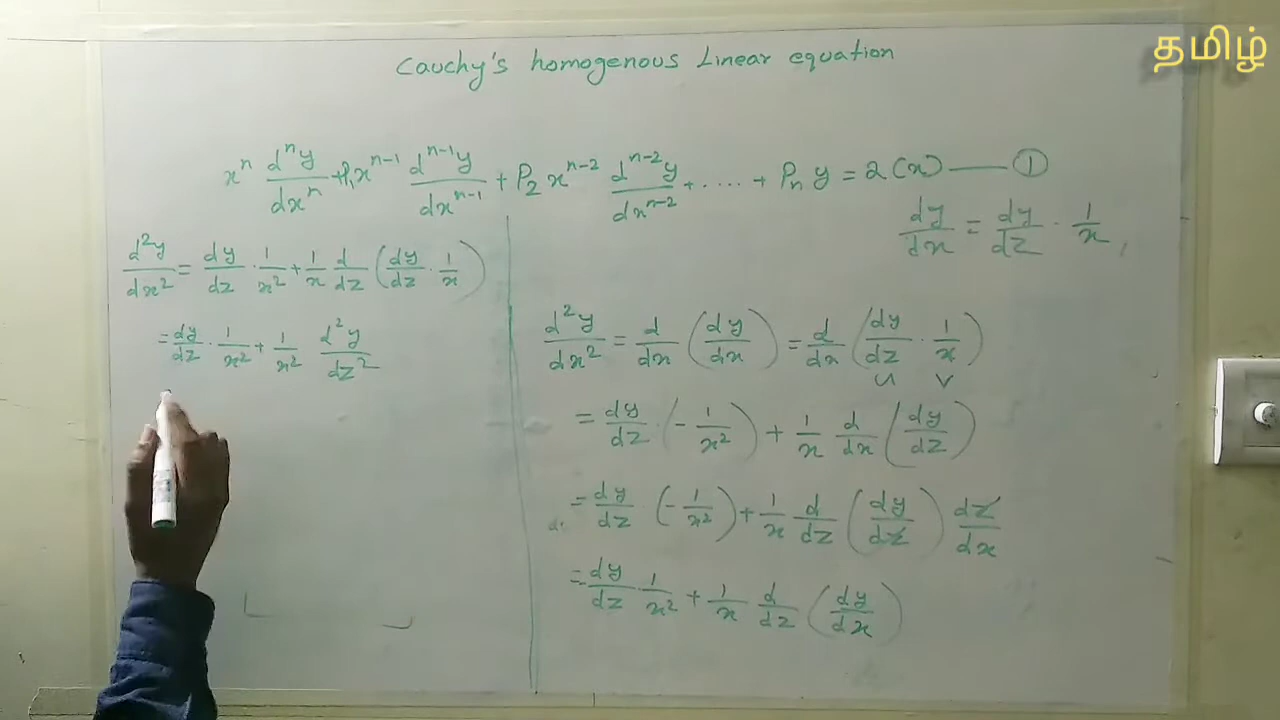 தமிழ்
Cauchy's homogenous Linear equation
xⁿ dⁿy/dxⁿ + P₁xⁿ⁻¹ dⁿ⁻¹y/dxⁿ⁻¹ + P₂ xⁿ⁻² dⁿ⁻²y/dxⁿ⁻² + ..... + Pₙ y = 2(x) —— ①
dy/dx = dy/dz · 1/x
d²y/dx² = dy/dz · 1/x² + 1/x d/dz (dy/dz · 1/x)
= dy/dz · 1/x² + 1/x² d²y/dz²
d²y/dx² = d/dx (dy/dx) = d/dx (dy/dz · 1/x)
u v
= dy/dz · (-1/x²) + 1/x d/dx (dy/dz)
= dy/dz (-1/x²) + 1/x d/dz (dy/dz) dz/dx
= dy/dz 1/x² + 1/x d/dz (dy/dx)